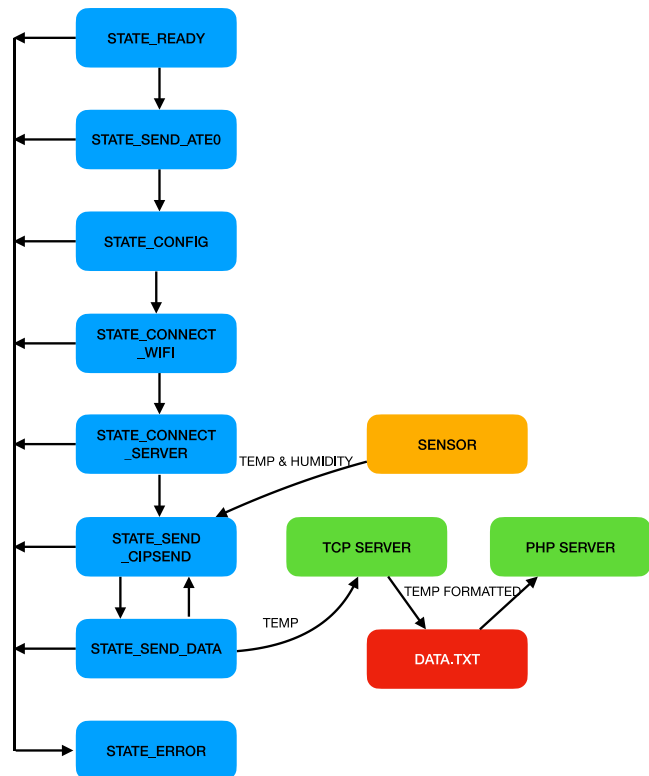 STATE_READY
STATE_SEND_ATE0
STATE_CONFIG
STATE_CONNECT
_WIFI
STATE_CONNECT
_SERVER
SENSOR
TEMP & HUMIDITY
STATE_SEND
_CIPSEND
TCP SERVER
PHP SERVER
TEMP FORMATTED
TEMP
STATE_SEND_DATA
DATA.TXT
STATE_ERROR